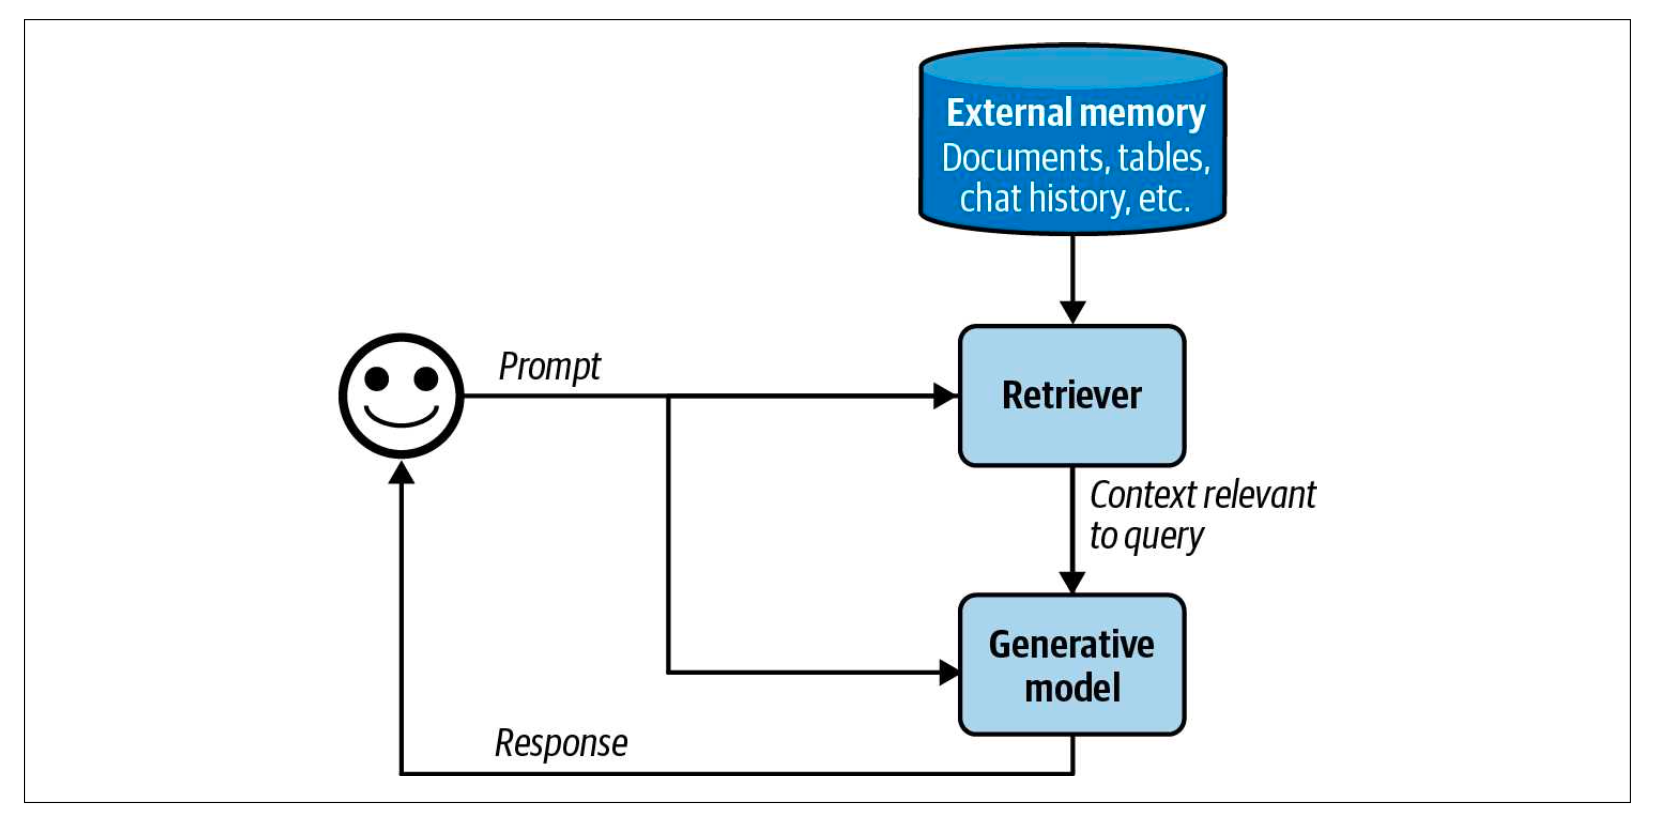 External memory
Documents, tables,
chat history, etc.
Prompt
Retriever
Context relevant
to query
Generative
model
Response